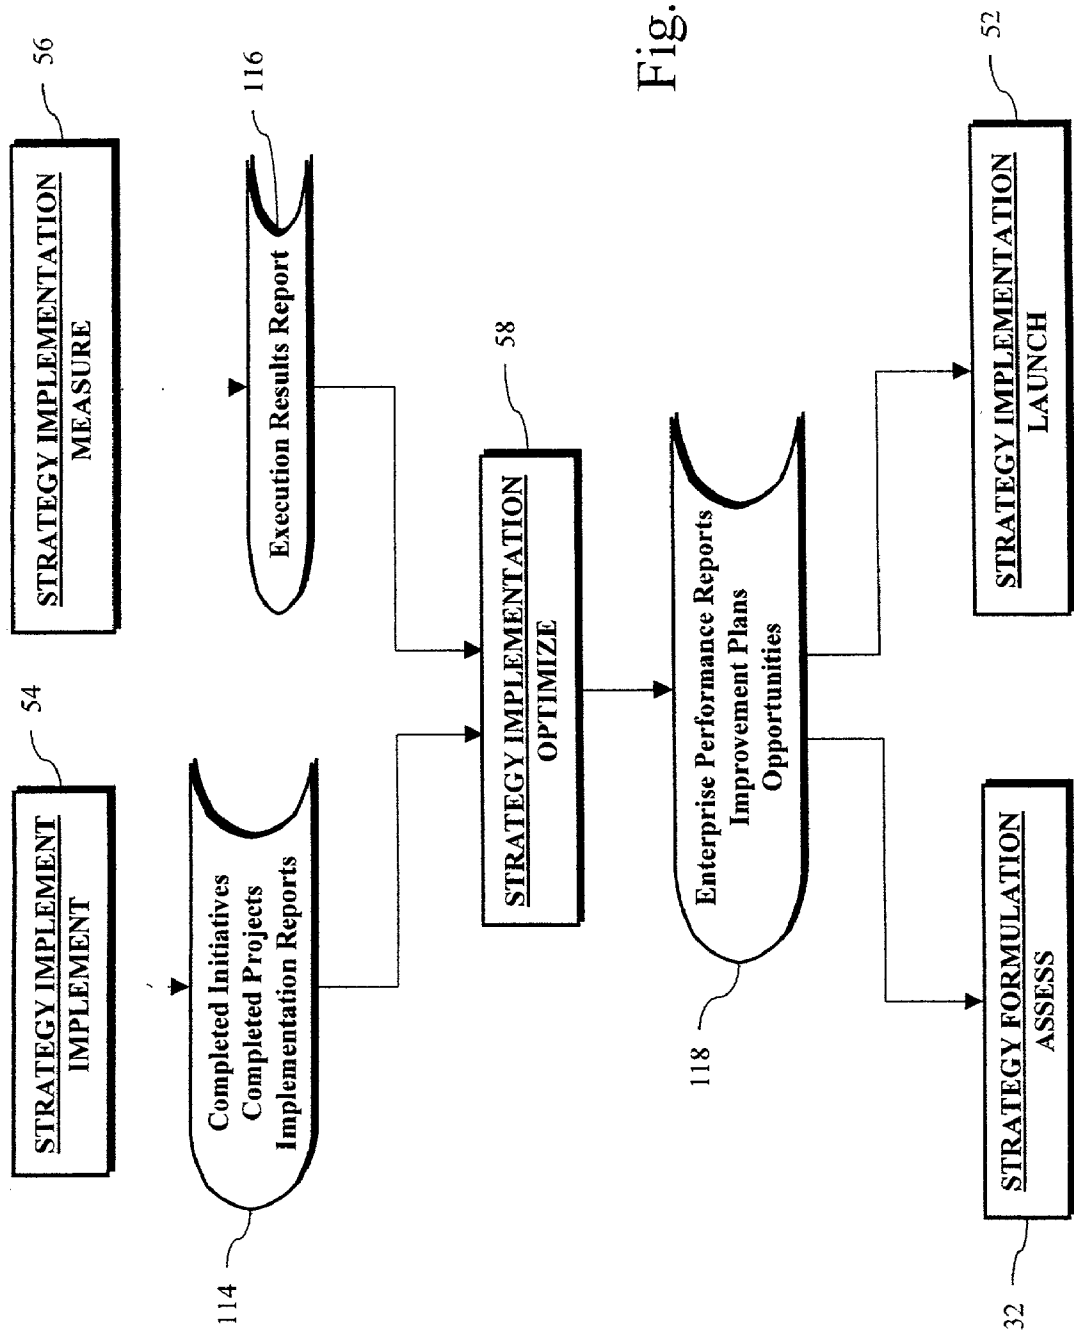 54
STRATEGY IMPLEMENT
IMPLEMENT
56
STRATEGY IMPLEMENTATION
MEASURE
114
Completed Initiatives
Completed Projects
Implementation Reports
116
Execution Results Report
58
STRATEGY IMPLEMENTATION
OPTIMIZE
118
Enterprise Performance Reports
Improvement Plans
Opportunities
32
STRATEGY FORMULATION
ASSESS
52
STRATEGY IMPLEMENTATION
LAUNCH
Fig.